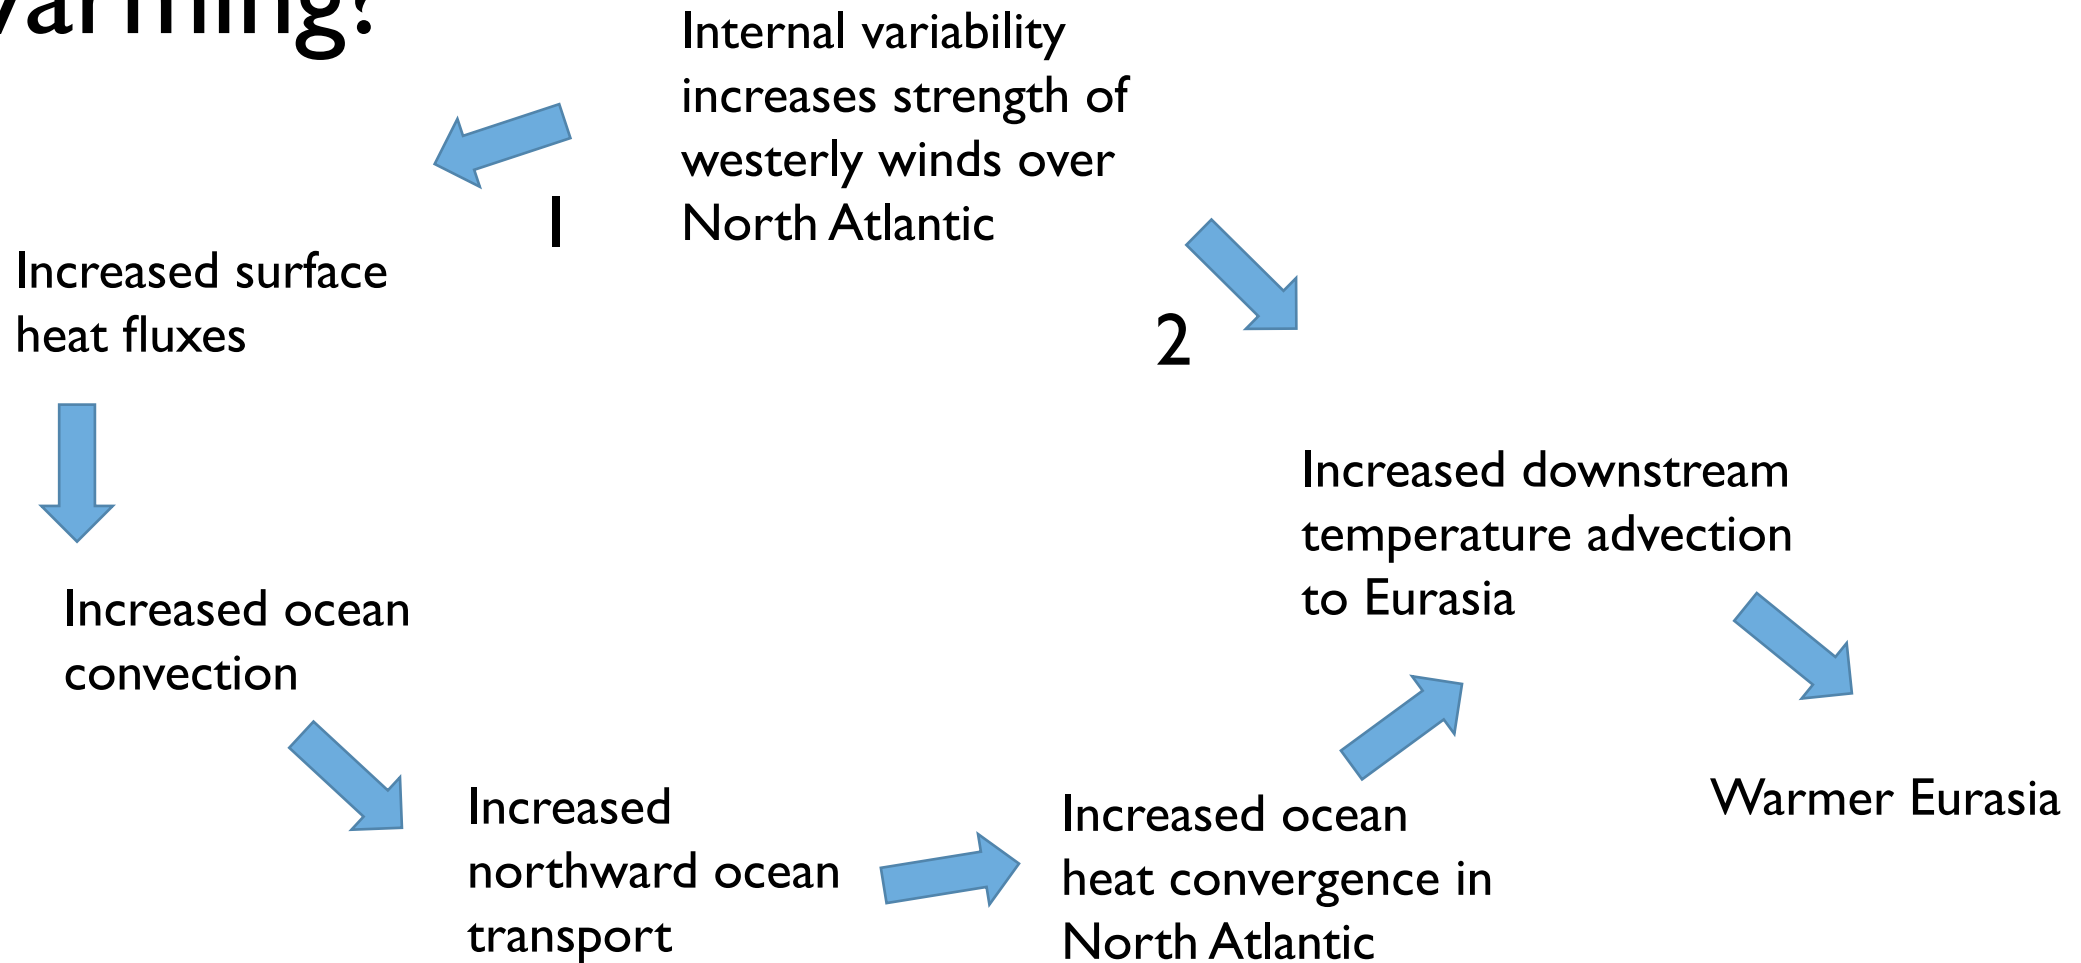 warming?
Internal variability
increases strength of
westerly winds over
North Atlantic
1
Increased surface
heat fluxes
2
Increased downstream
temperature advection
to Eurasia
Increased ocean
convection
Increased
northward ocean
transport
Increased ocean
heat convergence in
North Atlantic
Warmer Eurasia